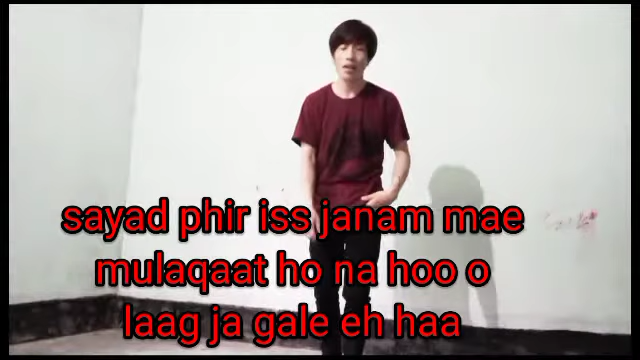 sayad phir iss janam mae
mulaqaat ho na hoo o
laag ja gale eh haa